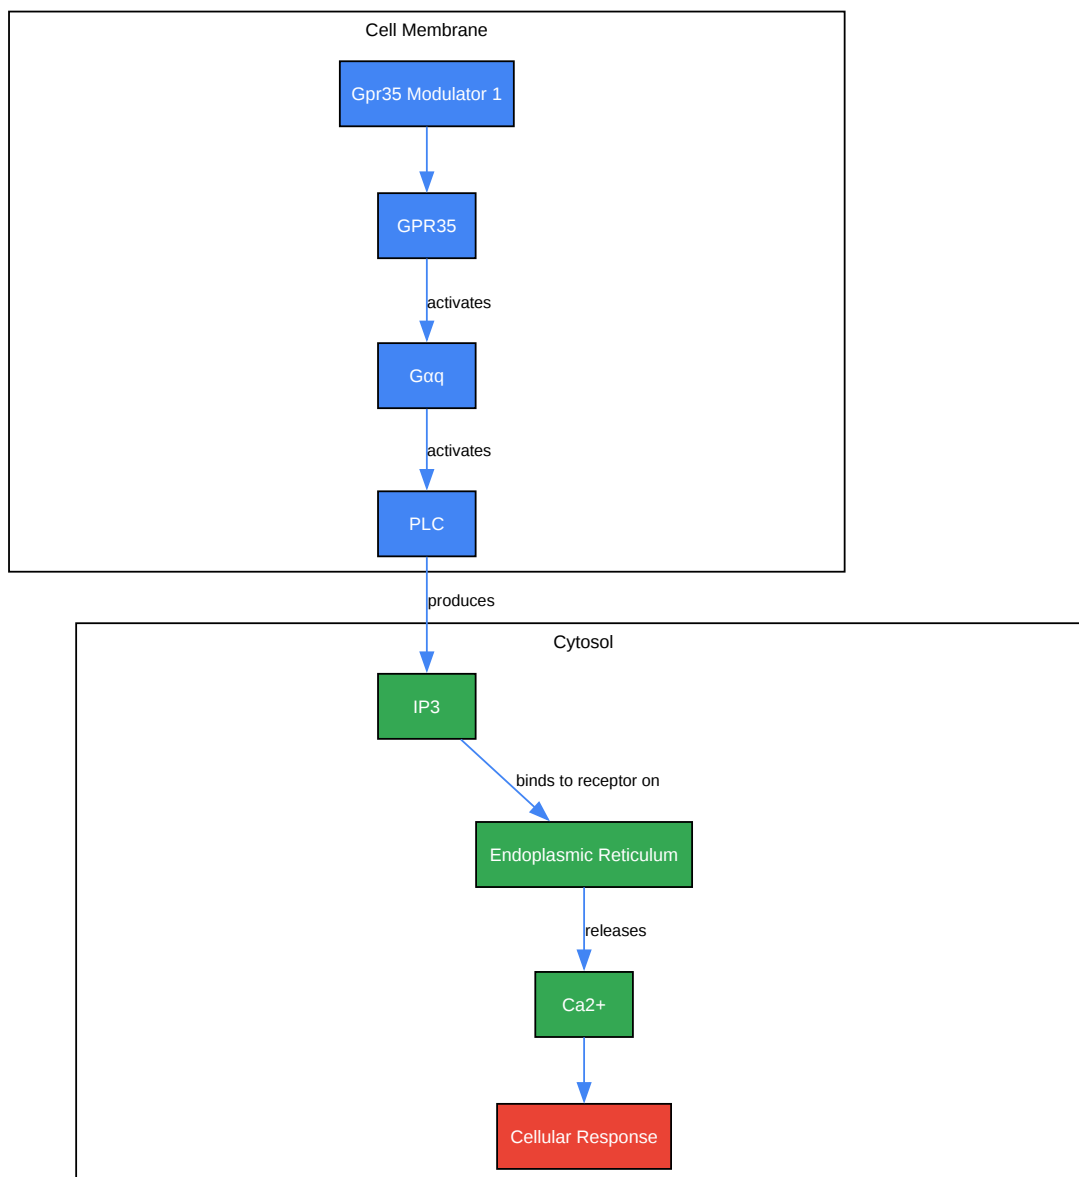 Cell Membrane
Gpr35 Modulator 1
GPR35
activates
Gαq
activates
PLC
produces
Cytosol
IP3
binds to receptor on
Endoplasmic Reticulum
releases
Ca2+
Cellular Response